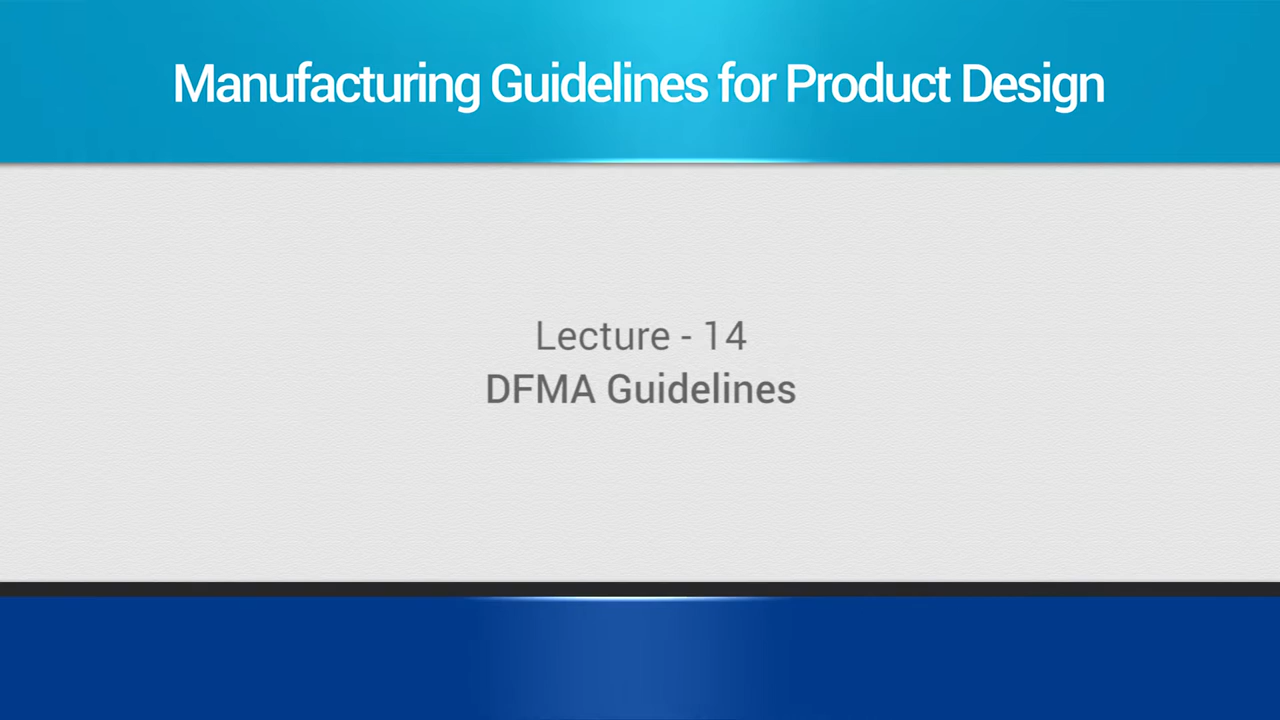 Manufacturing Guidelines for Product Design
Lecture - 14
DFMA Guidelines